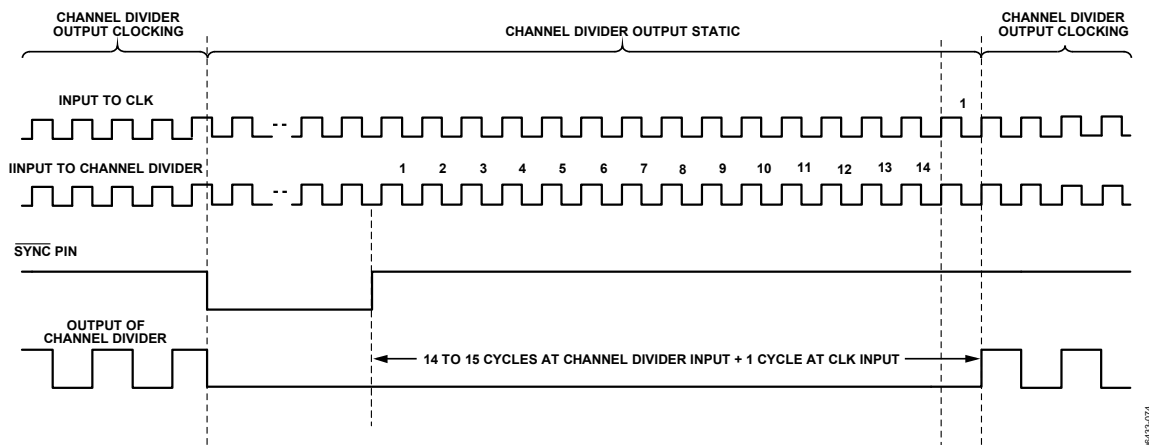 CHANNEL DIVIDER
OUTPUT CLOCKING
CHANNEL DIVIDER OUTPUT STATIC
CHANNEL DIVIDER
OUTPUT CLOCKING
INPUT TO CLK
1
IINPUT TO CHANNEL DIVIDER
1 2 3 4 5 6 7 8 9 10 11 12 13 14
SYNC PIN
OUTPUT OF
CHANNEL DIVIDER
14 TO 15 CYCLES AT CHANNEL DIVIDER INPUT + 1 CYCLE AT CLK INPUT